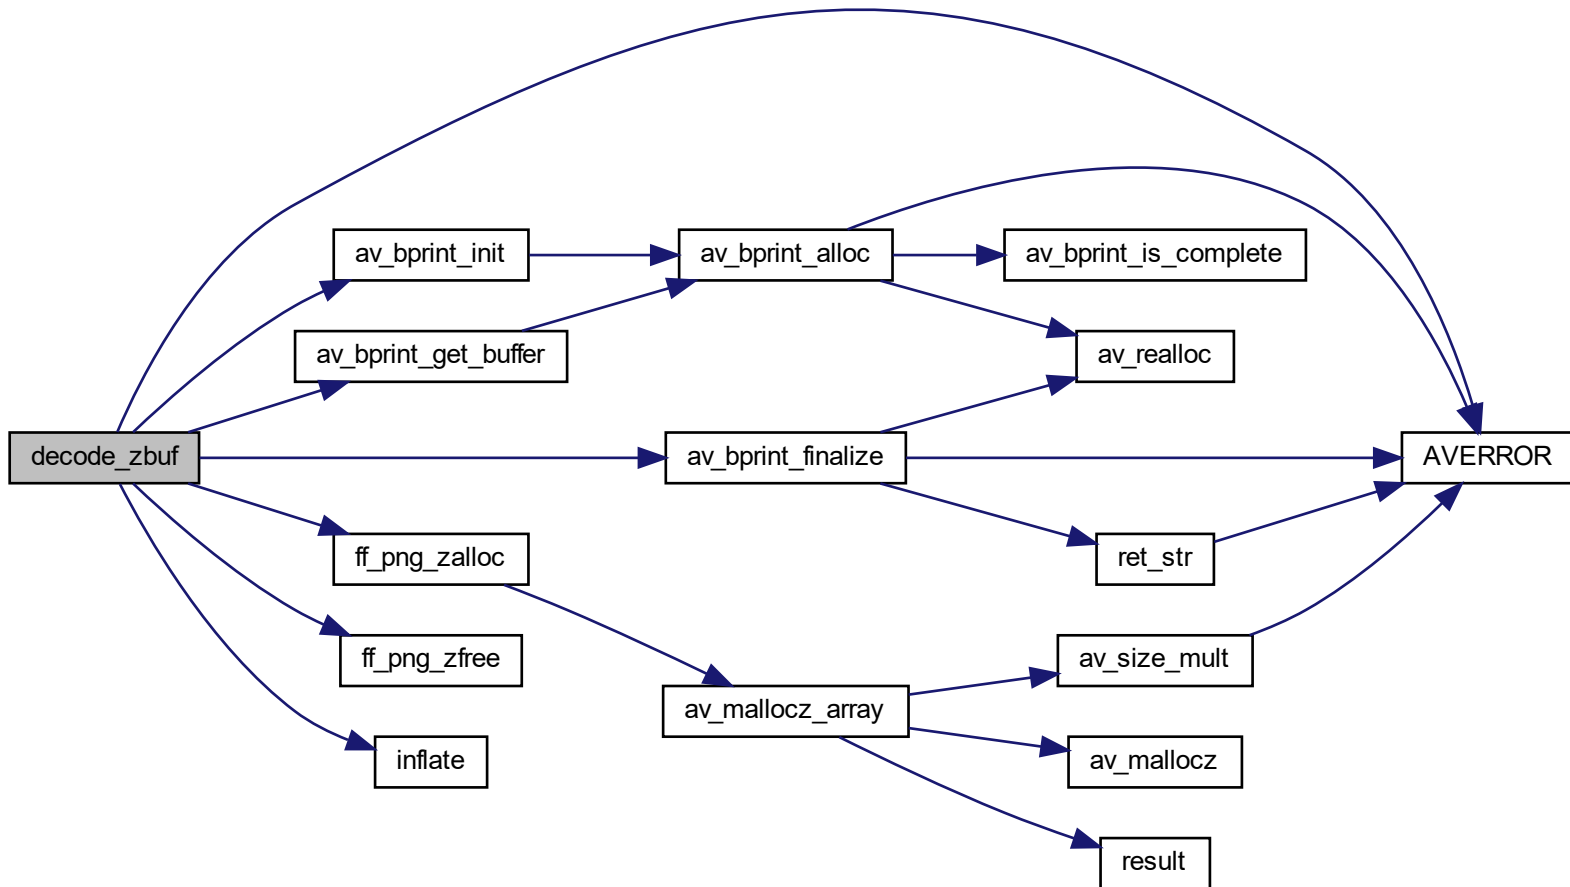 av_bprint_init
av_bprint_alloc
av_bprint_is_complete
av_bprint_get_buffer
av_realloc
decode_zbuf
av_bprint_finalize
AVERROR
ff_png_zalloc
ret_str
ff_png_zfree
av_size_mult
av_mallocz_array
inflate
av_mallocz
result